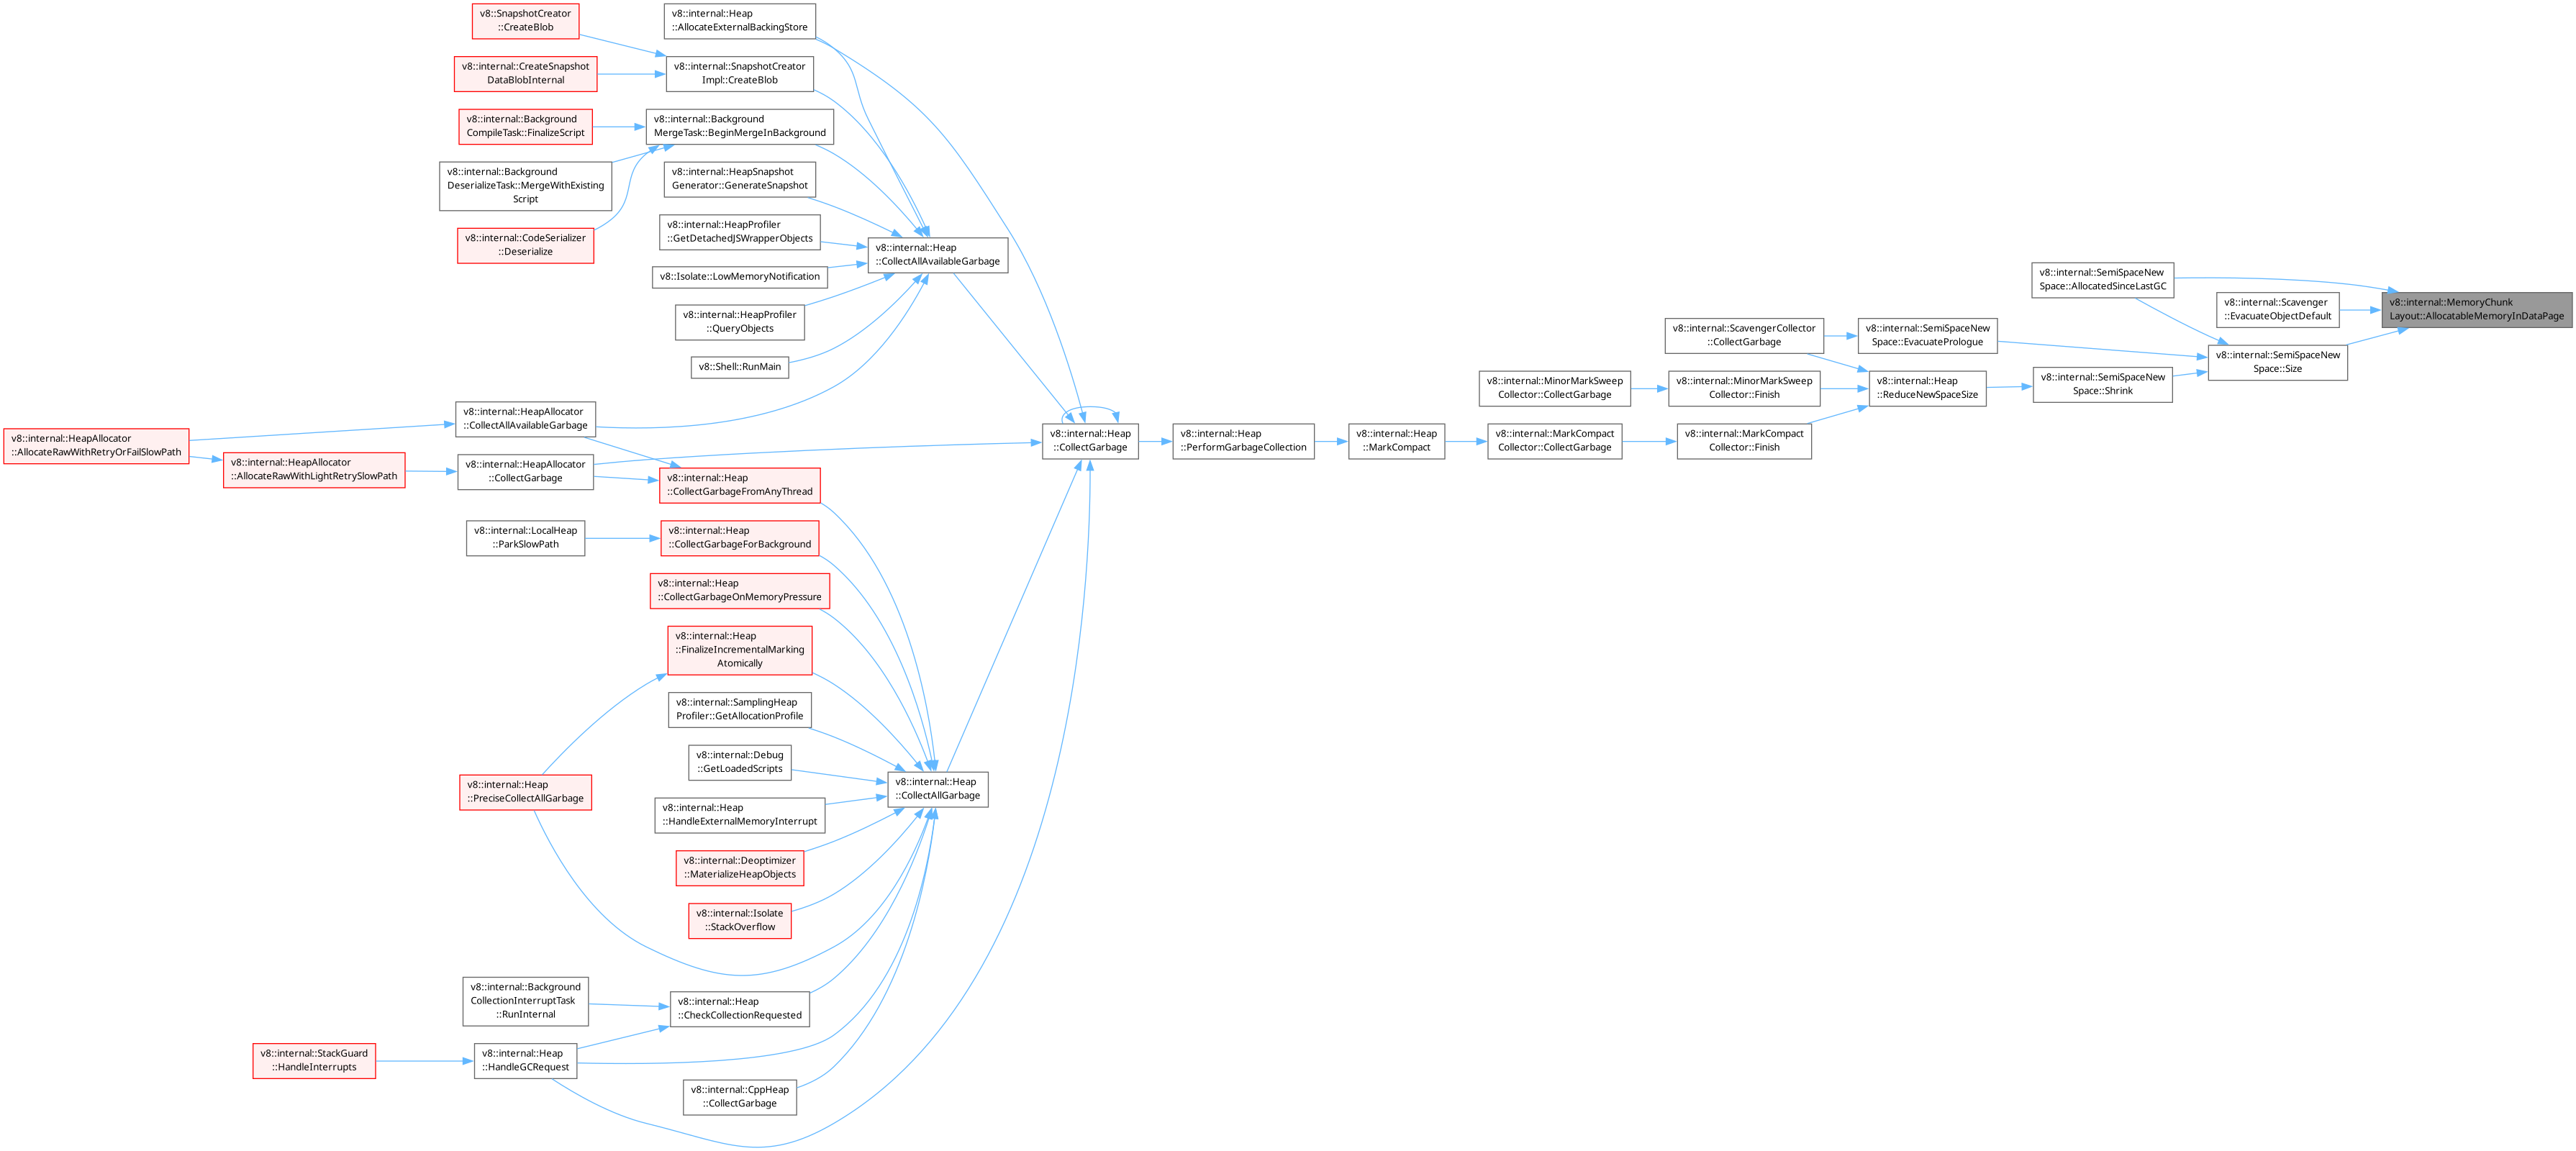 v8::SnapshotCreator
::CreateBlob
v8::internal::Heap
::AllocateExternalBackingStore
v8::internal::CreateSnapshot
DataBlobInternal
v8::internal::SnapshotCreator
Impl::CreateBlob
v8::internal::Background
CompileTask::FinalizeScript
v8::internal::Background
MergeTask::BeginMergeInBackground
v8::internal::Background
DeserializeTask::MergeWithExisting
Script
v8::internal::HeapSnapshot
Generator::GenerateSnapshot
v8::internal::CodeSerializer
::Deserialize
v8::internal::HeapProfiler
::GetDetachedJSWrapperObjects
v8::Isolate::LowMemoryNotification
v8::internal::HeapProfiler
::QueryObjects
v8::Shell::RunMain
v8::internal::Heap
::CollectAllAvailableGarbage
v8::internal::HeapAllocator
::AllocateRawWithRetryOrFailSlowPath
v8::internal::HeapAllocator
::AllocateRawWithLightRetrySlowPath
v8::internal::HeapAllocator
::CollectAllAvailableGarbage
v8::internal::HeapAllocator
::CollectGarbage
v8::internal::Heap
::CollectGarbageFromAnyThread
v8::internal::LocalHeap
::ParkSlowPath
v8::internal::Heap
::CollectGarbageForBackground
v8::internal::Heap
::CollectGarbageOnMemoryPressure
v8::internal::Heap
::FinalizeIncrementalMarking
Atomically
v8::internal::SamplingHeap
Profiler::GetAllocationProfile
v8::internal::Debug
::GetLoadedScripts
v8::internal::Heap
::PreciseCollectAllGarbage
v8::internal::Heap
::HandleExternalMemoryInterrupt
v8::internal::Deoptimizer
::MaterializeHeapObjects
v8::internal::Isolate
::StackOverflow
v8::internal::Heap
::CollectAllGarbage
v8::internal::Background
CollectionInterruptTask
::RunInternal
v8::internal::Heap
::CheckCollectionRequested
v8::internal::StackGuard
::HandleInterrupts
v8::internal::Heap
::HandleGCRequest
v8::internal::CppHeap
::CollectGarbage
v8::internal::Heap
::CollectGarbage
v8::internal::Heap
::PerformGarbageCollection
v8::internal::Heap
::MarkCompact
v8::internal::MinorMarkSweep
Collector::CollectGarbage
v8::internal::MarkCompact
Collector::CollectGarbage
v8::internal::ScavengerCollector
::CollectGarbage
v8::internal::MinorMarkSweep
Collector::Finish
v8::internal::MarkCompact
Collector::Finish
v8::internal::SemiSpaceNew
Space::EvacuatePrologue
v8::internal::Heap
::ReduceNewSpaceSize
v8::internal::SemiSpaceNew
Space::AllocatedSinceLastGC
v8::internal::SemiSpaceNew
Space::Shrink
v8::internal::Scavenger
::EvacuateObjectDefault
v8::internal::SemiSpaceNew
Space::Size
v8::internal::MemoryChunk
Layout::AllocatableMemoryInDataPage